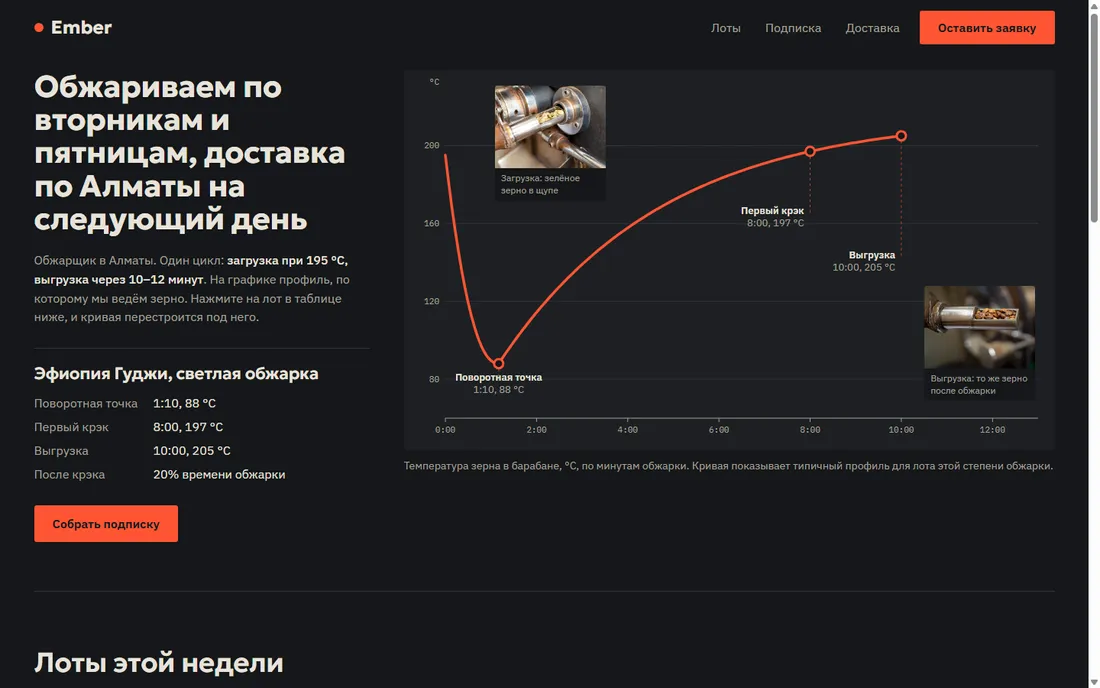 Ember
Лоты
Подписка
Доставка
Оставить заявку
Обжариваем по
вторникам и
пятницам, доставка
по Алматы на
следующий день
Обжарщик в Алматы. Один цикл: загрузка при 195 °C,
выгрузка через 10–12 минут. На графике профиль, по
которому мы ведём зерно. Нажмите на лот в таблице
ниже, и кривая перестроится под него.
Эфиопия Гуджи, светлая обжарка
Поворотная точка 1:10, 88 °C
Первый крэк 8:00, 197 °C
Выгрузка 10:00, 205 °C
После крэка 20% времени обжарки
Собрать подписку
°C
200
160
120
80
Загрузка: зелёное
зерно в щупе
Первый крэк
8:00, 197 °C
Выгрузка
10:00, 205 °C
Поворотная точка
1:10, 88 °C
Выгрузка: то же зерно
после обжарки
0:00 2:00 4:00 6:00 8:00 10:00 12:00
Температура зерна в барабане, °C, по минутам обжарки. Кривая показывает типичный профиль для лота этой степени обжарки.
Лоты этой недели